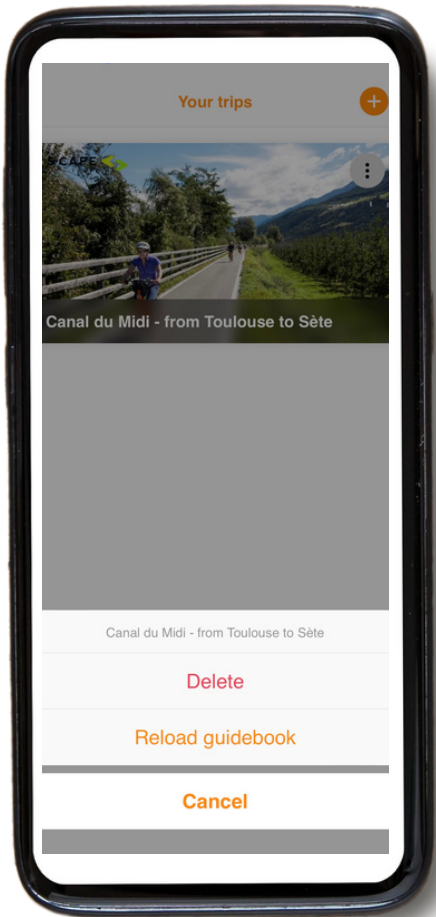 Your trips
S-CAPE
Canal du Midi - from Toulouse to Sète
Canal du Midi - from Toulouse to Sète
Delete
Reload guidebook
Cancel